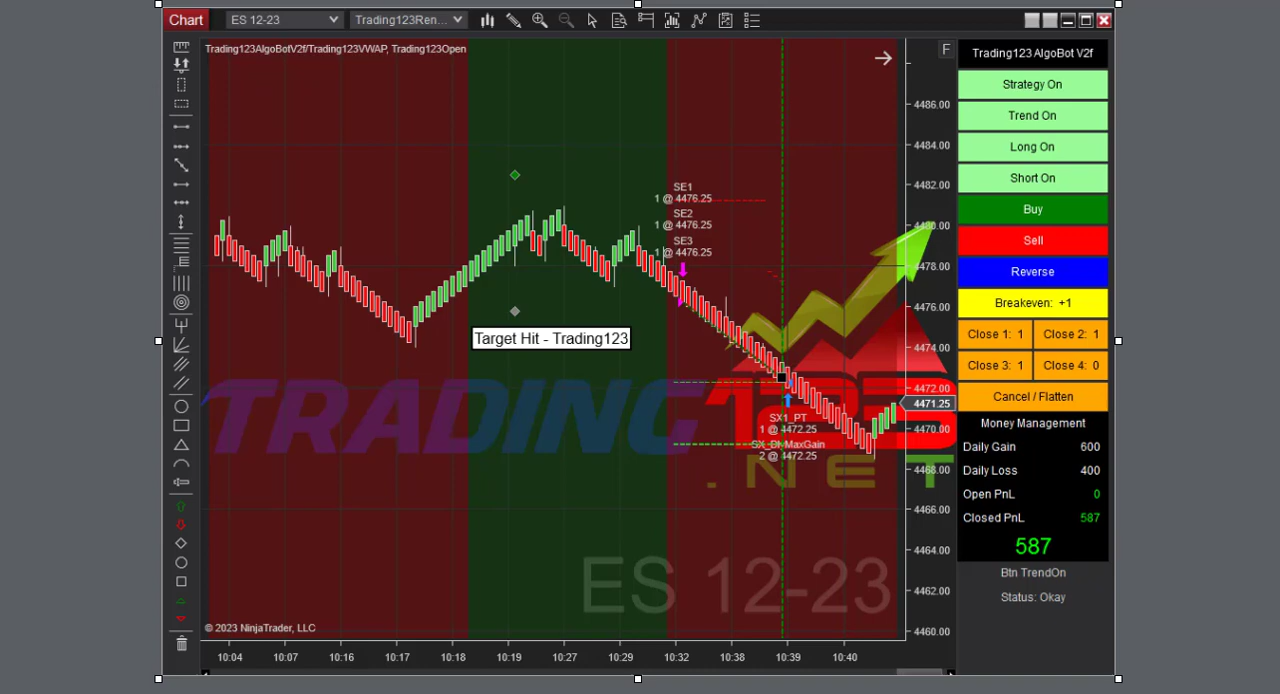 Chart
ES 12-23
Trading123Ren...
Trading123AlgoBotV2f/Trading123VWAP, Trading123Open
F
SE1
1 @ 4476.25
SE2
1 @ 4476.25
SE3
1 @ 4476.25
Target Hit - Trading123
TRADING
123
.NET
SX1_PT
1 @ 4472.25
SX_DlyMaxGain
2 @ 4472.25
ES 12-23
© 2023 NinjaTrader, LLC
4486.00
4484.00
4482.00
4480.00
4478.00
4476.00
4474.00
4472.00
4471.25
4470.00
4468.00
4466.00
4464.00
4462.00
4460.00
10:04 10:07 10:16 10:17 10:18 10:19 10:27 10:29 10:32 10:38 10:39 10:40
Trading123 AlgoBot V2f
Strategy On
Trend On
Long On
Short On
Buy
Sell
Reverse
Breakeven: +1
Close 1: 1 Close 2: 1
Close 3: 1 Close 4: 0
Cancel / Flatten
Money Management
Daily Gain 600
Daily Loss 400
Open PnL 0
Closed PnL 587
587
Btn TrendOn
Status: Okay